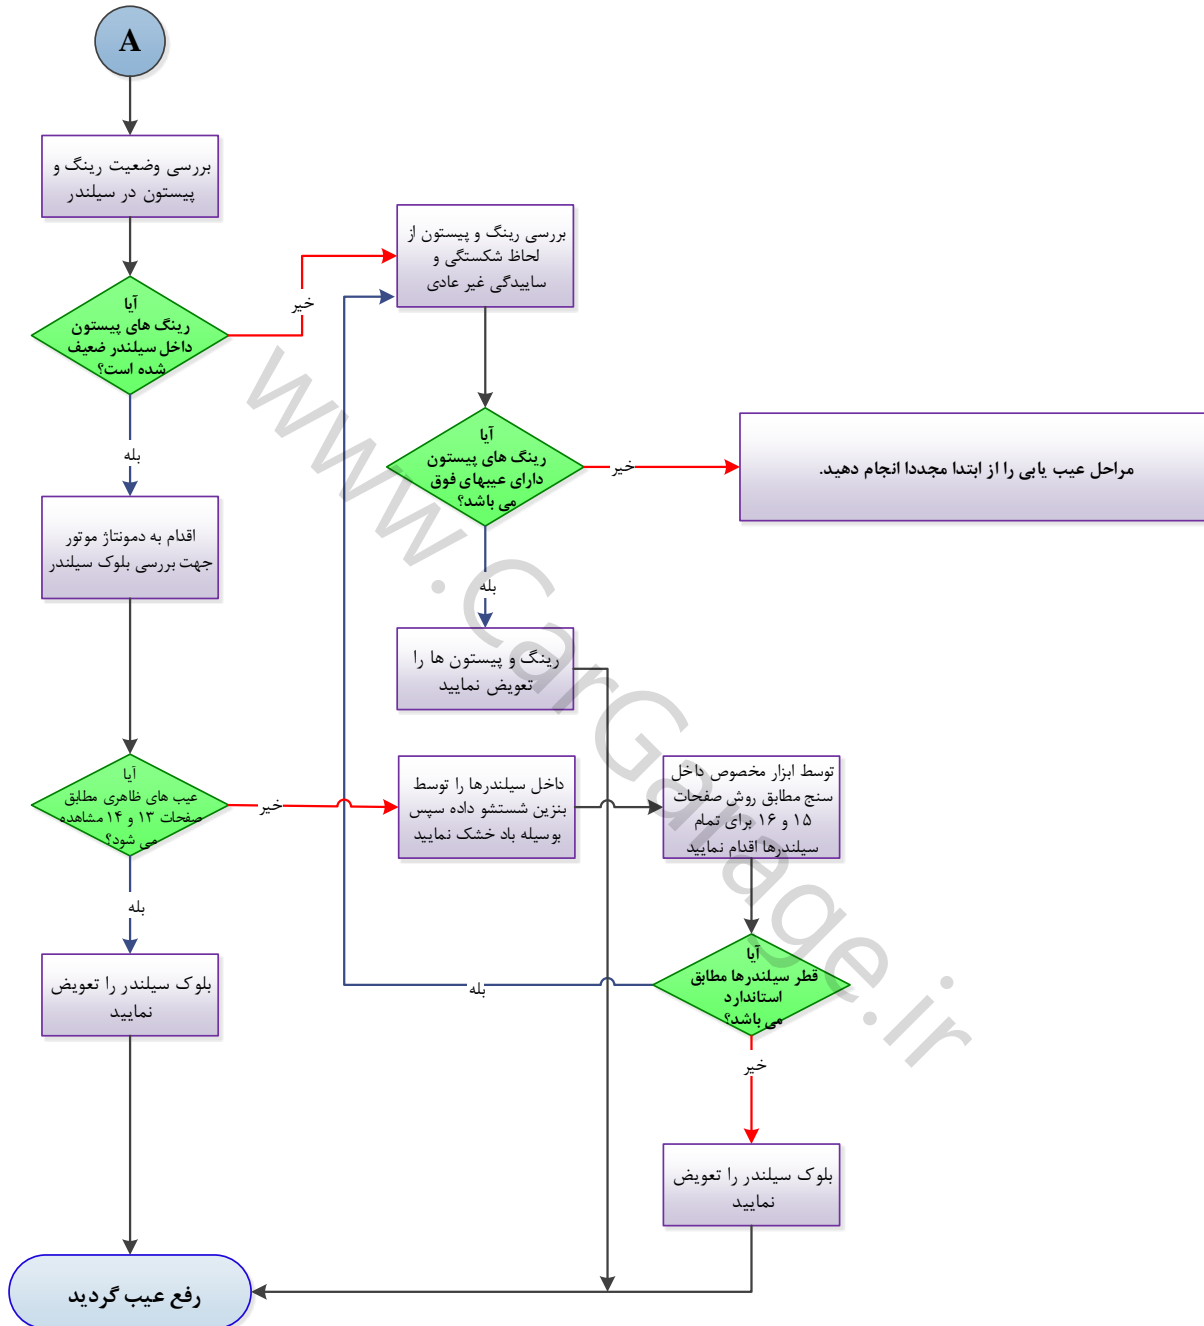 A
بررسی وضعیت رینگ و
پیستون در سیلندر
آیا
رینگ های پیستون
داخل سیلندر ضعیف
شده است؟
خیر
بله
بررسی رینگ و پیستون از
لحاظ شکستگی و
ساییدگی غیر عادی
آیا
رینگ های پیستون
دارای عیبهای فوق
می باشد؟
خیر
مراحل عیب یابی را از ابتدا مجددا انجام دهید.
بله
رینگ و پیستون ها را
تعویض نمایید
اقدام به دمونتاژ موتور
جهت بررسی بلوک سیلندر
آیا
عیب های ظاهری مطابق
صفحات ۱۳ و ۱۴ مشاهده
می شود؟
خیر
داخل سیلندرها را توسط
بنزین شستشو داده سپس
بوسیله باد خشک نمایید
توسط ابزار مخصوص داخل
سنج مطابق روش صفحات
۱۵ و ۱۶ برای تمام
سیلندرها اقدام نمایید
بله
بلوک سیلندر را تعویض
نمایید
آیا
قطر سیلندرها مطابق
استاندارد
می باشد؟
بله
خیر
بلوک سیلندر را تعویض
نمایید
رفع عیب گردید
www.CarGarage.ir